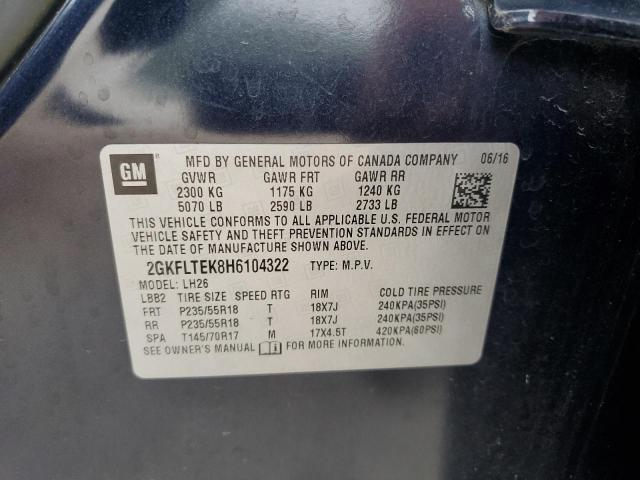 GM
MFD BY GENERAL MOTORS OF CANADA COMPANY 06/16
GVWR GAWR FRT GAWR RR
2300 KG 1175 KG 1240 KG
5070 LB 2590 LB 2733 LB
THIS VEHICLE CONFORMS TO ALL APPLICABLE U.S. FEDERAL MOTOR
VEHICLE SAFETY AND THEFT PREVENTION STANDARDS IN EFFECT ON
THE DATE OF MANUFACTURE SHOWN ABOVE.
2GKFLTEK8H6104322 TYPE: M.P.V.
MODEL: LH26
LBB2 TIRE SIZE SPEED RTG RIM COLD TIRE PRESSURE
FRT P235/55R18 T 18X7J 240KPA(35PSI)
RR P235/55R18 T 18X7J 240KPA(35PSI)
SPA T145/70R17 M 17X4.5T 420KPA(60PSI)
SEE OWNER'S MANUAL FOR MORE INFORMATION.